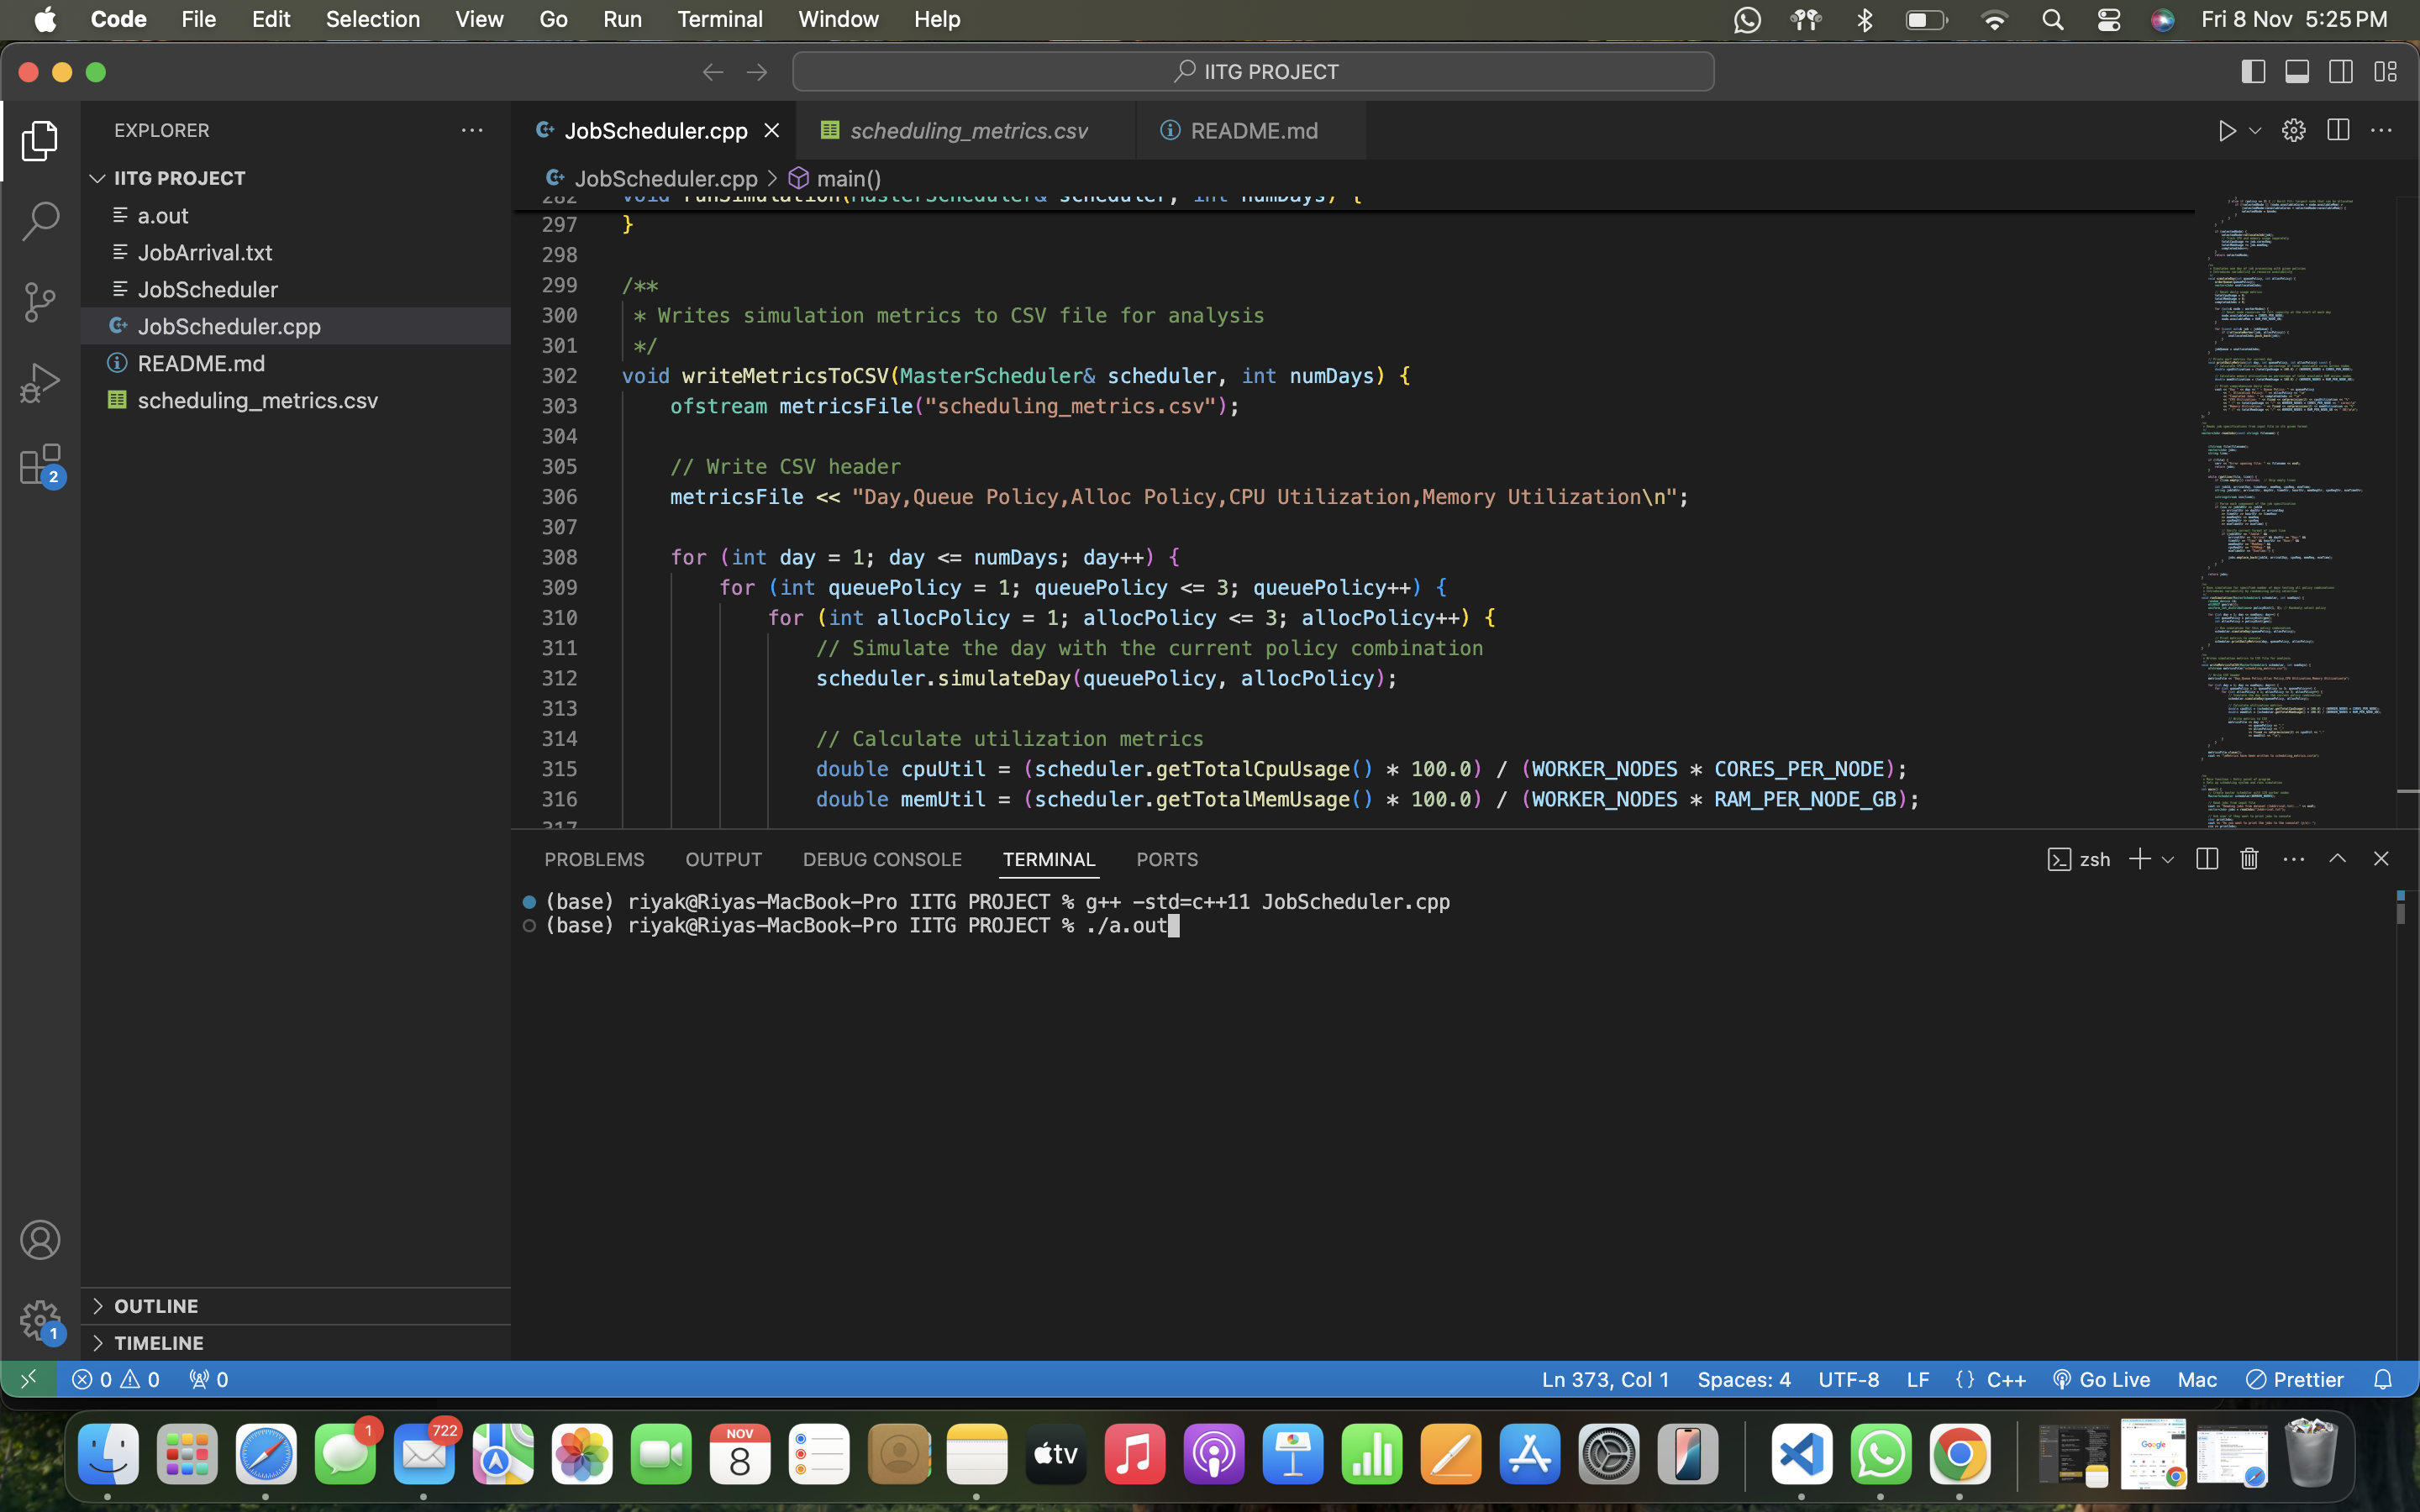 Code File Edit Selection View Go Run Terminal Window Help Fri 8 Nov 5:25 PM
IITG PROJECT
EXPLORER
JobScheduler.cpp scheduling_metrics.csv README.md
IITG PROJECT
JobScheduler.cpp > main()
a.out
JobArrival.txt
JobScheduler
JobScheduler.cpp
README.md
scheduling_metrics.csv
2
282 void runSimulation(MasterScheduler& scheduler, int numDays) {
297 }
298
299 /**
300 * Writes simulation metrics to CSV file for analysis
301 */
302 void writeMetricsToCSV(MasterScheduler& scheduler, int numDays) {
303 ofstream metricsFile("scheduling_metrics.csv");
304
305 // Write CSV header
306 metricsFile << "Day,Queue Policy,Alloc Policy,CPU Utilization,Memory Utilization\n";
307
308 for (int day = 1; day <= numDays; day++) {
309 for (int queuePolicy = 1; queuePolicy <= 3; queuePolicy++) {
310 for (int allocPolicy = 1; allocPolicy <= 3; allocPolicy++) {
311 // Simulate the day with the current policy combination
312 scheduler.simulateDay(queuePolicy, allocPolicy);
313
314 // Calculate utilization metrics
315 double cpuUtil = (scheduler.getTotalCpuUsage() * 100.0) / (WORKER_NODES * CORES_PER_NODE);
316 double memUtil = (scheduler.getTotalMemUsage() * 100.0) / (WORKER_NODES * RAM_PER_NODE_GB);
317
PROBLEMS OUTPUT DEBUG CONSOLE TERMINAL PORTS zsh
(base) riyak@Riyas-MacBook-Pro IITG PROJECT % g++ -std=c++11 JobScheduler.cpp
(base) riyak@Riyas-MacBook-Pro IITG PROJECT % ./a.out
OUTLINE
1
TIMELINE
0 0 0 Ln 373, Col 1 Spaces: 4 UTF-8 LF {} C++ Go Live Mac Prettier
1 722 NOV
8 tv
Google